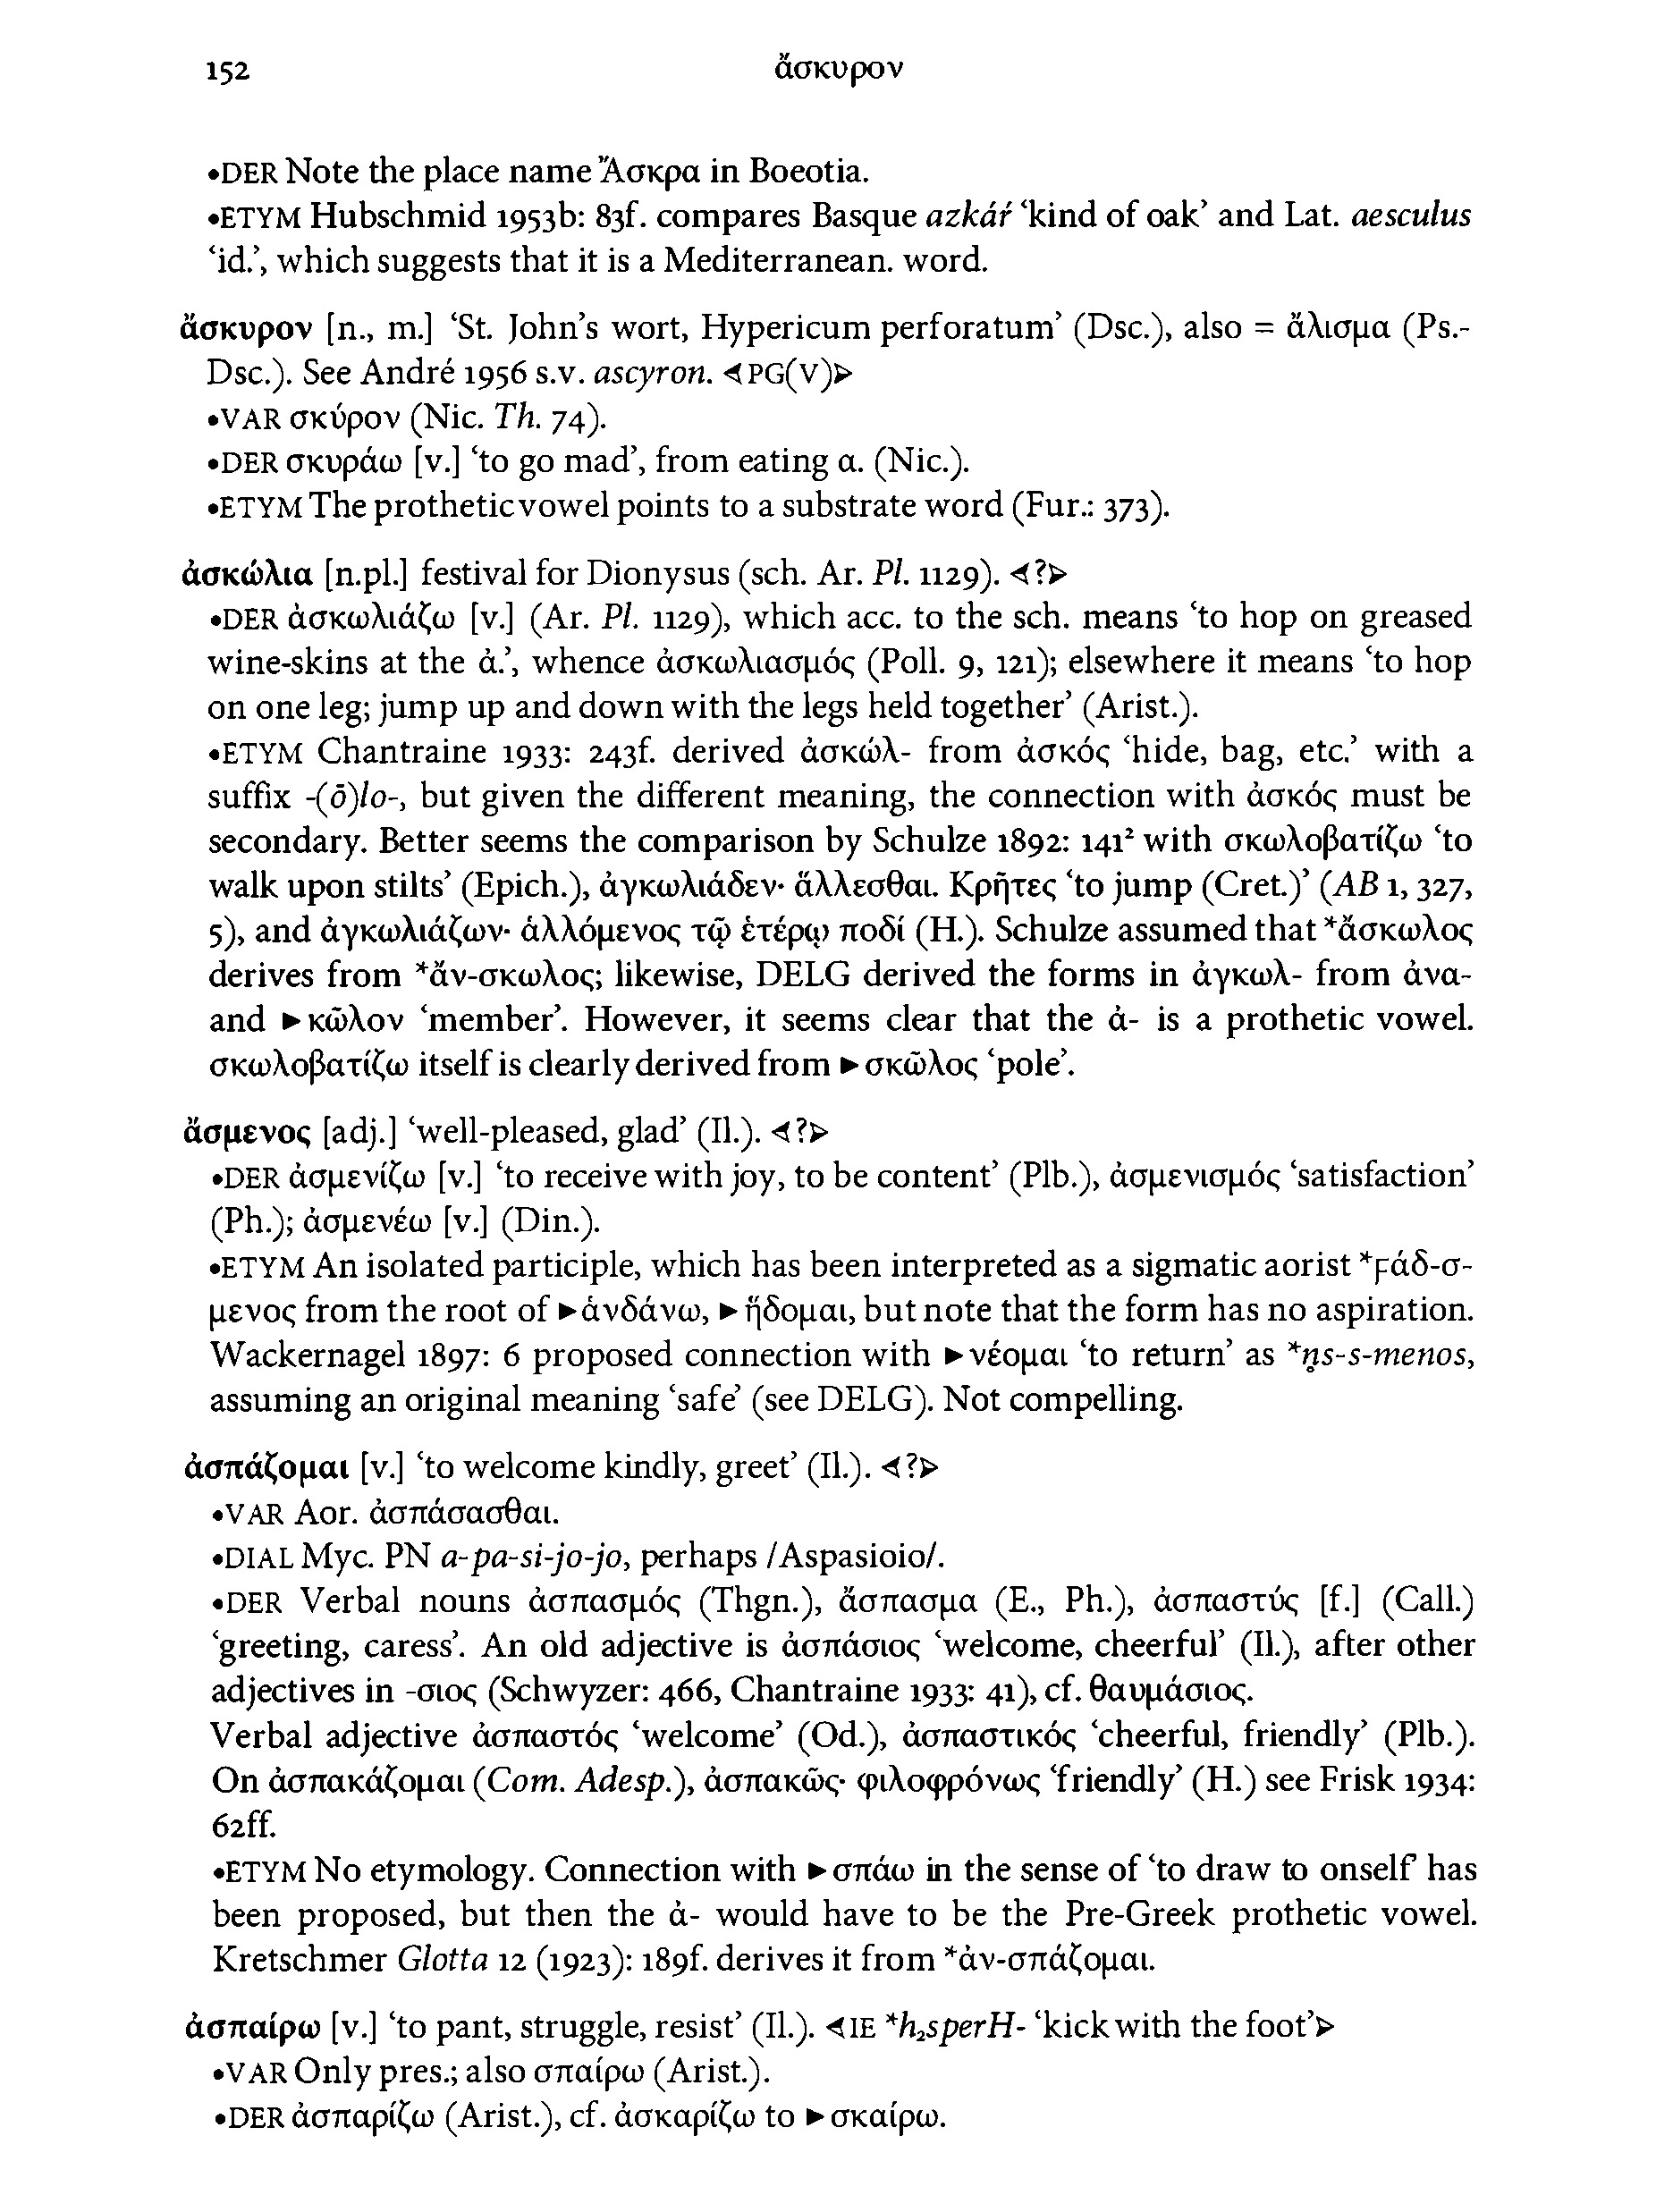 152 ἄσκυρον
•DER Note the place name Ἄσκρα in Boeotia.
•ETYM Hubschmid 1953b: 83f. compares Basque azkář ‘kind of oak’ and Lat. aesculus
‘id.’, which suggests that it is a Mediterranean. word.
ἄσκυρον [n., m.] ‘St. John’s wort, Hypericum perforatum’ (Dsc.), also = ἄλισμα (Ps.-
Dsc.). See André 1956 s.v. ascyron. ◁PG(V)▷
•VAR σκύρον (Nic. Th. 74).
•DER σκυράω [v.] ‘to go mad’, from eating α. (Nic.).
•ETYM The prothetic vowel points to a substrate word (Fur.: 373).
ἀσκώλια [n.pl.] festival for Dionysus (sch. Ar. Pl. 1129). ◁?▷
•DER ἀσκωλιάζω [v.] (Ar. Pl. 1129), which acc. to the sch. means ‘to hop on greased
wine-skins at the ἀ.’, whence ἀσκωλιασμός (Poll. 9, 121); elsewhere it means ‘to hop
on one leg; jump up and down with the legs held together’ (Arist.).
•ETYM Chantraine 1933: 243f. derived ἀσκώλ- from ἀσκός ‘hide, bag, etc.’ with a
suffix -(ō)lo-, but given the different meaning, the connection with ἀσκός must be
secondary. Better seems the comparison by Schulze 1892: 141² with σκωλοβατίζω ‘to
walk upon stilts’ (Epich.), ἀγκωλιάδεν· ἄλλεσθαι. Κρῆτες ‘to jump (Cret.)’ (AB 1, 327,
5), and ἀγκωλιάζων· ἁλλόμενος τῷ ἑτέρῳ ποδί (H.). Schulze assumed that *ἄσκωλος
derives from *ἄν-σκωλος; likewise, DELG derived the forms in ἀγκωλ- from ἀνα-
and ►κῶλον ‘member’. However, it seems clear that the ἀ- is a prothetic vowel.
σκωλοβατίζω itself is clearly derived from ►σκῶλος ‘pole’.
ἄσμενος [adj.] ‘well-pleased, glad’ (Il.). ◁?▷
•DER ἀσμενίζω [v.] ‘to receive with joy, to be content’ (Plb.), ἀσμενισμός ‘satisfaction’
(Ph.); ἀσμενέω [v.] (Din.).
•ETYM An isolated participle, which has been interpreted as a sigmatic aorist *ϝάδ-σ-
μενος from the root of ►ἁνδάνω, ►ἥδομαι, but note that the form has no aspiration.
Wackernagel 1897: 6 proposed connection with ►νέομαι ‘to return’ as *n̥s-s-menos,
assuming an original meaning ‘safe’ (see DELG). Not compelling.
ἀσπάζομαι [v.] ‘to welcome kindly, greet’ (Il.). ◁?▷
•VAR Aor. ἀσπάσασθαι.
•DIAL Myc. PN a-pa-si-jo-jo, perhaps /Aspasioio/.
•DER Verbal nouns ἀσπασμός (Thgn.), ἄσπασμα (E., Ph.), ἀσπαστύς [f.] (Call.)
‘greeting, caress’. An old adjective is ἀσπάσιος ‘welcome, cheerful’ (Il.), after other
adjectives in -σιος (Schwyzer: 466, Chantraine 1933: 41), cf. θαυμάσιος.
Verbal adjective ἀσπαστός ‘welcome’ (Od.), ἀσπαστικός ‘cheerful, friendly’ (Plb.).
On ἀσπακάζομαι (Com. Adesp.), ἀσπακῶς· φιλοφρόνως ‘friendly’ (H.) see Frisk 1934:
62ff.
•ETYM No etymology. Connection with ►σπάω in the sense of ‘to draw to onself’ has
been proposed, but then the ἀ- would have to be the Pre-Greek prothetic vowel.
Kretschmer Glotta 12 (1923): 189f. derives it from *ἀν-σπάζομαι.
ἀσπαίρω [v.] ‘to pant, struggle, resist’ (Il.). ◁IE *h₂sperH- ‘kick with the foot’▷
•VAR Only pres.; also σπαίρω (Arist.).
•DER ἀσπαρίζω (Arist.), cf. ἀσκαρίζω to ►σκαίρω.